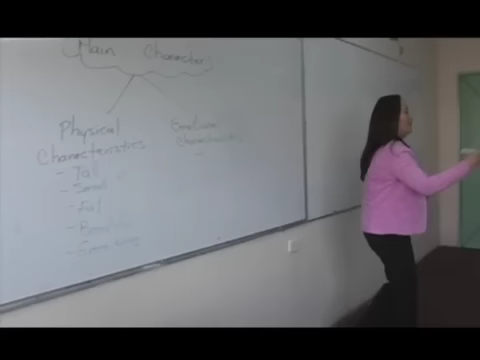 Main Character
Physical
Characteristics
- Tall
- Small
- Fat
Emotional
Characteristics
-